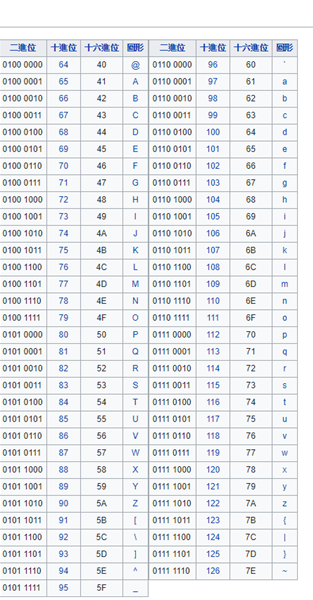 二進位 十進位 十六進位 圖形 二進位 十進位 十六進位 圖形
0100 0000 64 40 @ 0110 0000 96 60 `
0100 0001 65 41 A 0110 0001 97 61 a
0100 0010 66 42 B 0110 0010 98 62 b
0100 0011 67 43 C 0110 0011 99 63 c
0100 0100 68 44 D 0110 0100 100 64 d
0100 0101 69 45 E 0110 0101 101 65 e
0100 0110 70 46 F 0110 0110 102 66 f
0100 0111 71 47 G 0110 0111 103 67 g
0100 1000 72 48 H 0110 1000 104 68 h
0100 1001 73 49 I 0110 1001 105 69 i
0100 1010 74 4A J 0110 1010 106 6A j
0100 1011 75 4B K 0110 1011 107 6B k
0100 1100 76 4C L 0110 1100 108 6C l
0100 1101 77 4D M 0110 1101 109 6D m
0100 1110 78 4E N 0110 1110 110 6E n
0100 1111 79 4F O 0110 1111 111 6F o
0101 0000 80 50 P 0111 0000 112 70 p
0101 0001 81 51 Q 0111 0001 113 71 q
0101 0010 82 52 R 0111 0010 114 72 r
0101 0011 83 53 S 0111 0011 115 73 s
0101 0100 84 54 T 0111 0100 116 74 t
0101 0101 85 55 U 0111 0101 117 75 u
0101 0110 86 56 V 0111 0110 118 76 v
0101 0111 87 57 W 0111 0111 119 77 w
0101 1000 88 58 X 0111 1000 120 78 x
0101 1001 89 59 Y 0111 1001 121 79 y
0101 1010 90 5A Z 0111 1010 122 7A z
0101 1011 91 5B [ 0111 1011 123 7B {
0101 1100 92 5C \ 0111 1100 124 7C |
0101 1101 93 5D ] 0111 1101 125 7D }
0101 1110 94 5E ^ 0111 1110 126 7E ~
0101 1111 95 5F _